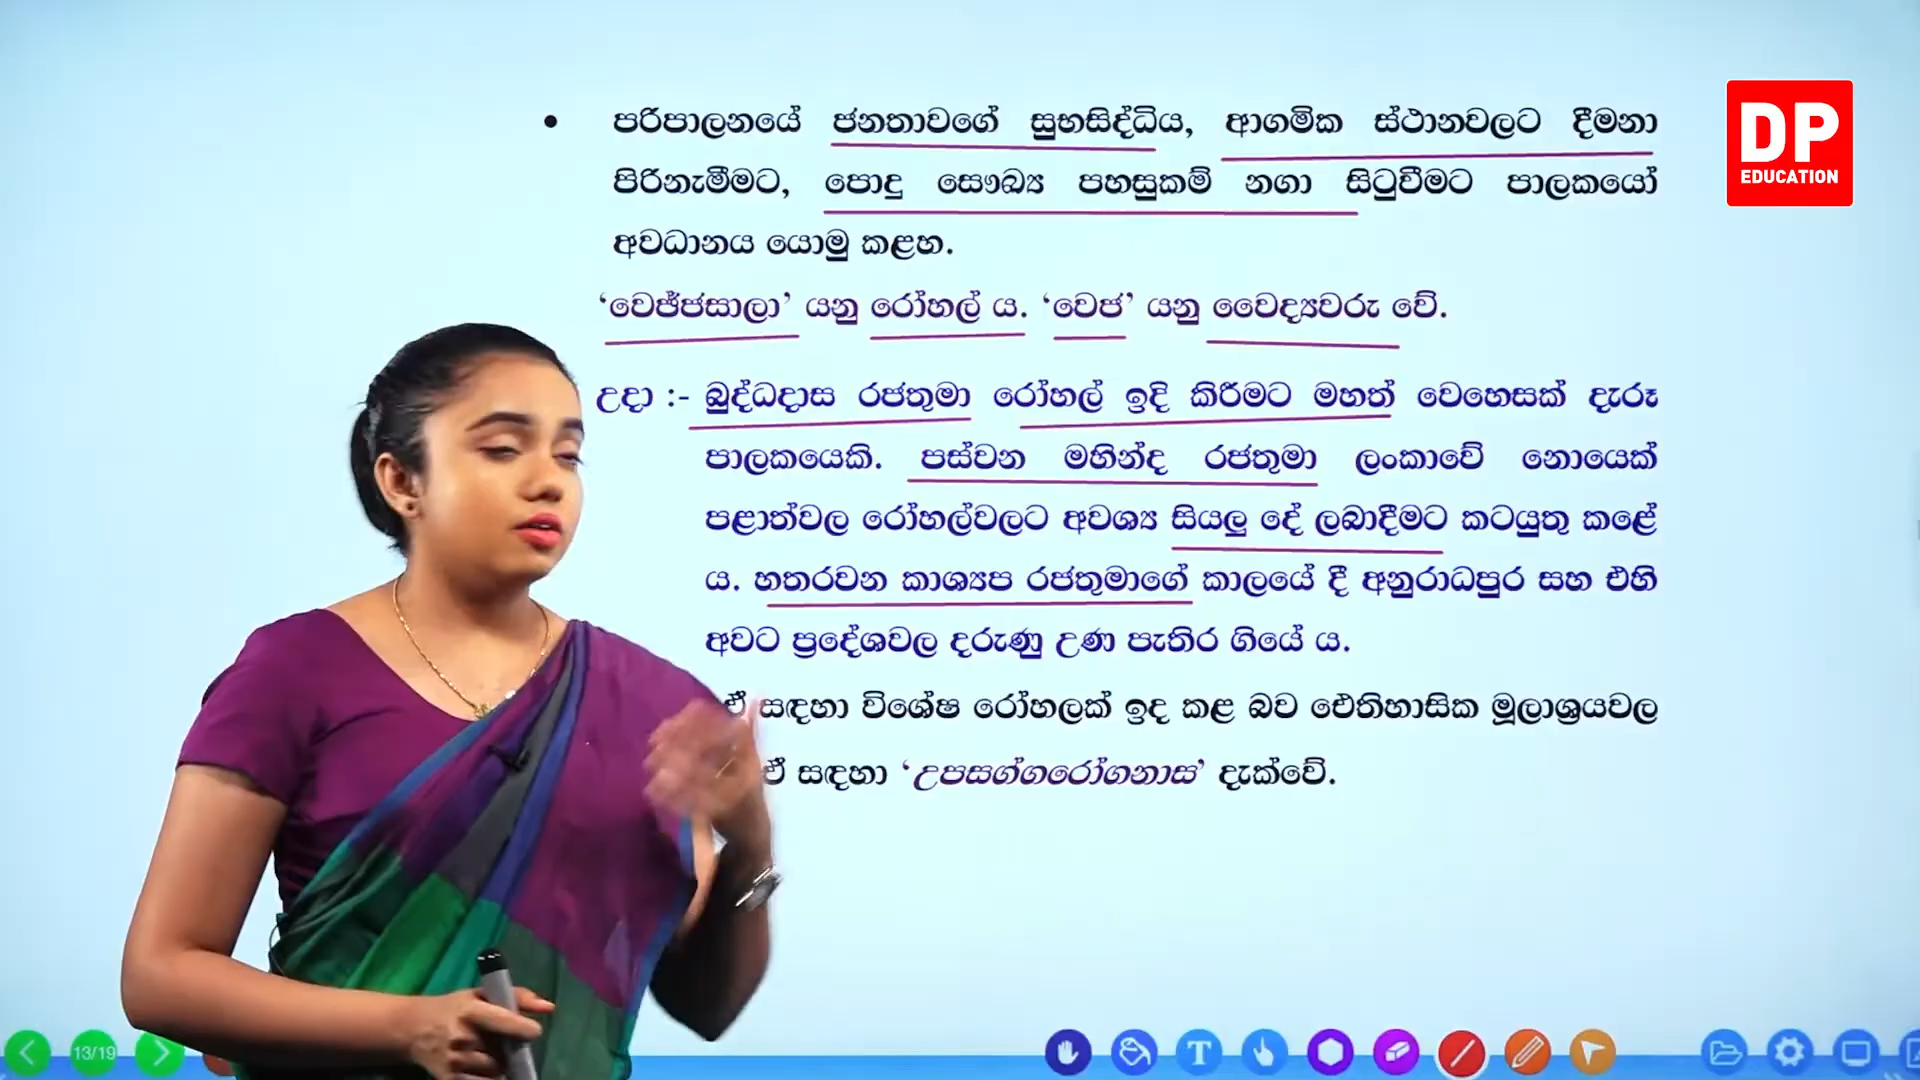 DP
EDUCATION
• පරිපාලනයේ ජනතාවගේ සුභසිද්ධිය, ආගමික ස්ථානවලට දීමනා
පිරිනැමීමට, පොදු සෞඛ්‍ය පහසුකම් නගා සිටුවීමට පාලකයෝ
අවධානය යොමු කළහ.
‘වෙජ්ජසාලා’ යනු රෝහල් ය. ‘වෙජ’ යනු වෛද්‍යවරු වේ.
උදා :- බුද්ධදාස රජතුමා රෝහල් ඉදි කිරීමට මහත් වෙහෙසක් දැරූ
පාලකයෙකි. පස්වන මහින්ද රජතුමා ලංකාවේ නොයෙක්
පළාත්වල රෝහල්වලට අවශ්‍ය සියලු දේ ලබාදීමට කටයුතු කළේ
ය. හතරවන කාශ්‍යප රජතුමාගේ කාලයේ දී අනුරාධපුර සහ එහි
අවට ප්‍රදේශවල දරුණු උණ පැතිර ගියේ ය.
ඒ සඳහා විශේෂ රෝහලක් ඉද කළ බව ඓතිහාසික මූලාශ්‍රයවල
ඒ සඳහා ‘උපසග්ගරෝගනාස’ දැක්වේ.
13/19